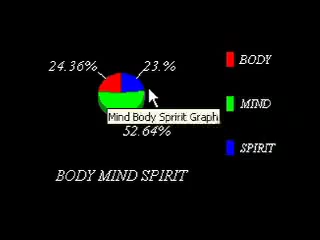 24.36%
23.%
BODY
MIND
Mind Body Spririt Graph
52.64%
SPIRIT
BODY MIND SPIRIT